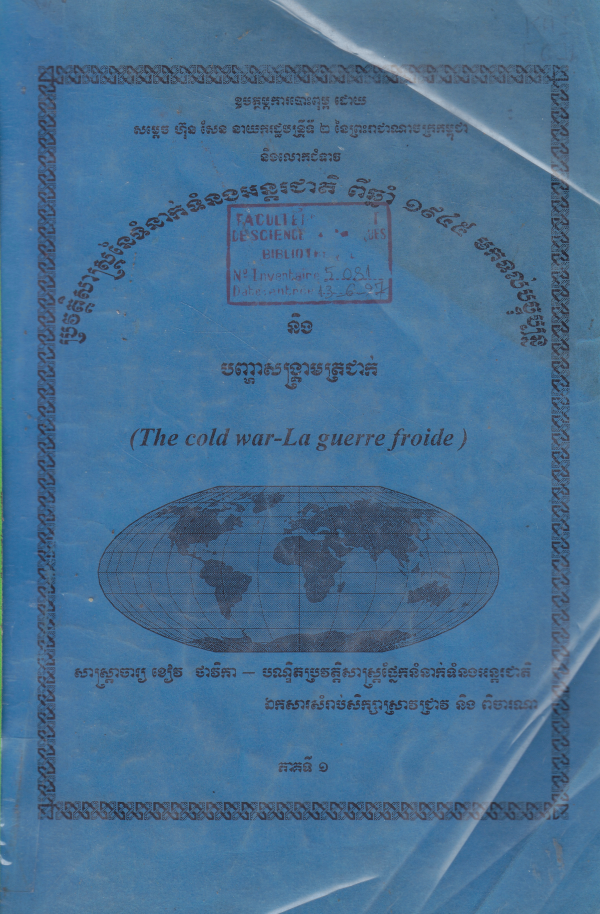 ឧបត្ថម្ភការបោះពុម្ព ដោយ
សម្តេច ហ៊ុន សែន នាយករដ្ឋមន្ត្រីទី ២ នៃព្រះរាជាណាចក្រកម្ពុជា
និងលោកជំទាវ
ប្រវត្តិសាស្ត្រនៃទំនាក់ទំនងអន្តរជាតិ ពីឆ្នាំ ១៩៤៥ មកដល់បច្ចុប្បន្ន
FACULTE
DE SCIENCE
BIBLIOT
Nº Inventaire 5.031
Date entrée 13-6-97
និង
បញ្ហាសង្គ្រាមត្រជាក់
(The cold war-La guerre froide )
សាស្ត្រាចារ្យ ខៀវ ថាវីកា – បណ្ឌិតប្រវត្តិសាស្ត្រផ្នែកទំនាក់ទំនងអន្តរជាតិ
ឯកសារសំរាប់សិក្សាស្រាវជ្រាវ និង ពិចារណា
ភាគទី ១